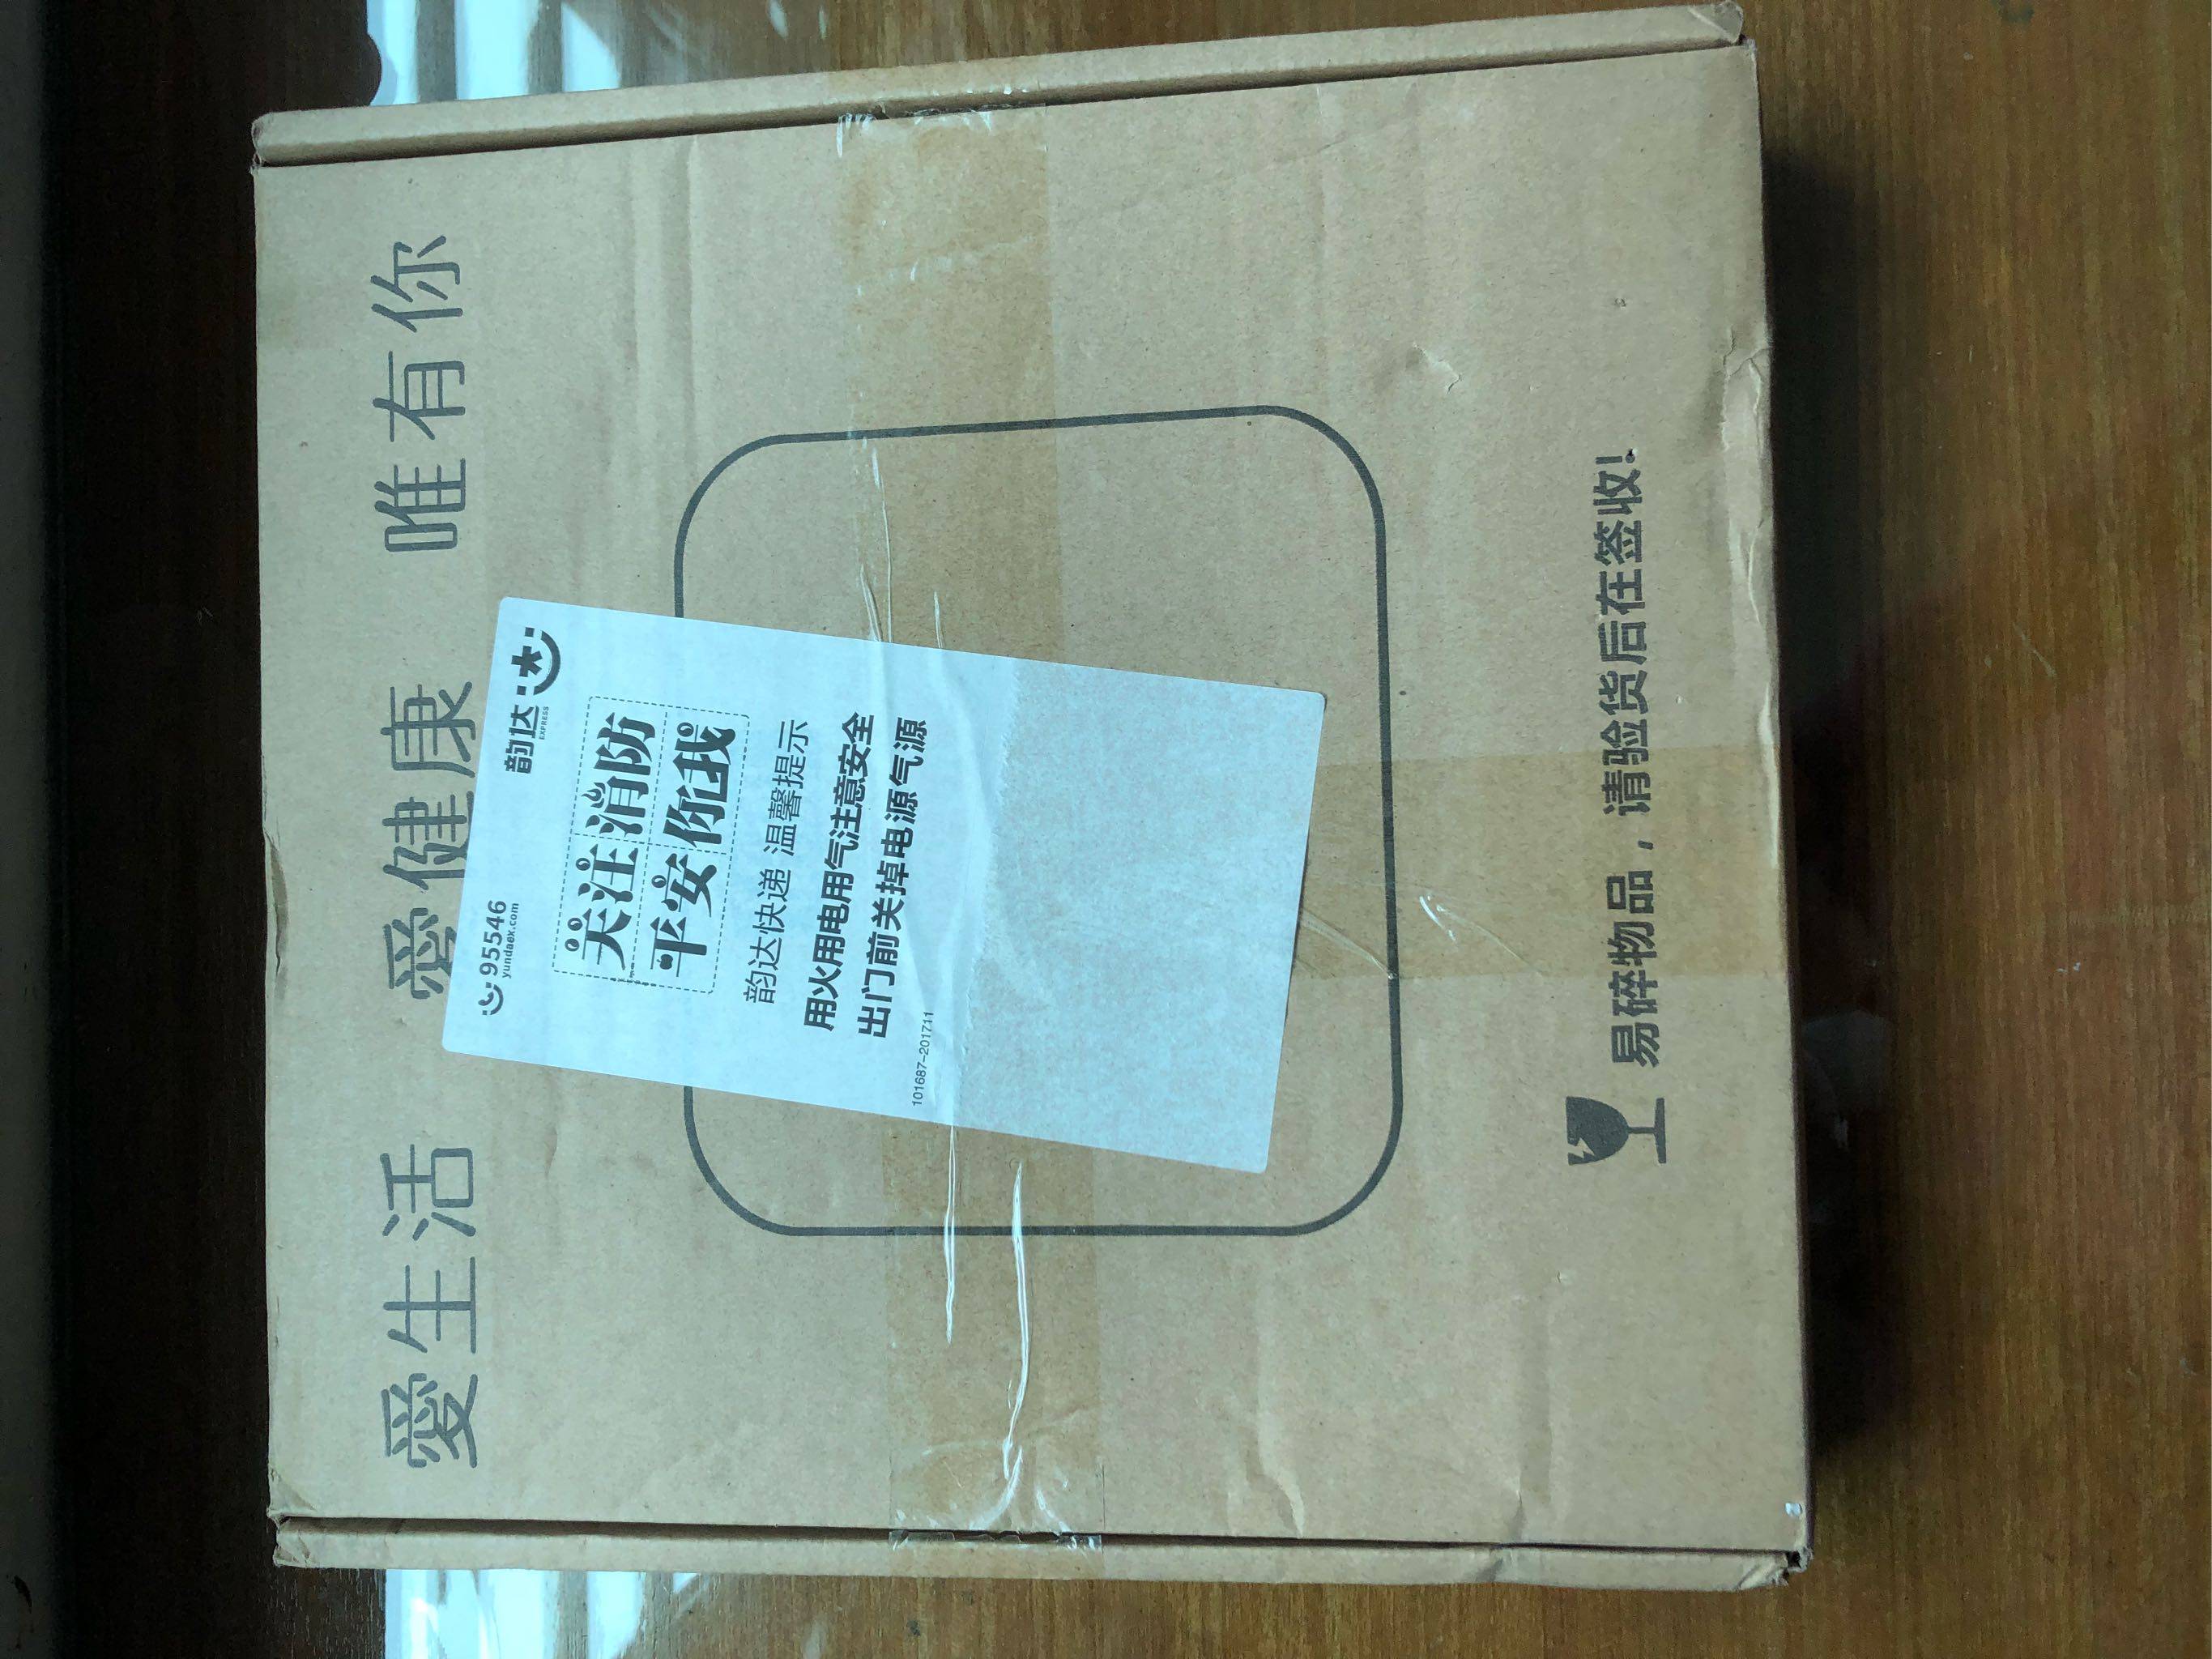 愛生活 愛健康 唯有你
95546
yundaex.com
韵达
EXPRESS
关注消防
平安你我
韵达快递 温馨提示
用火用电用气注意安全
出门前关掉电源气源
101687-201711
易碎物品，请验货后在签收!